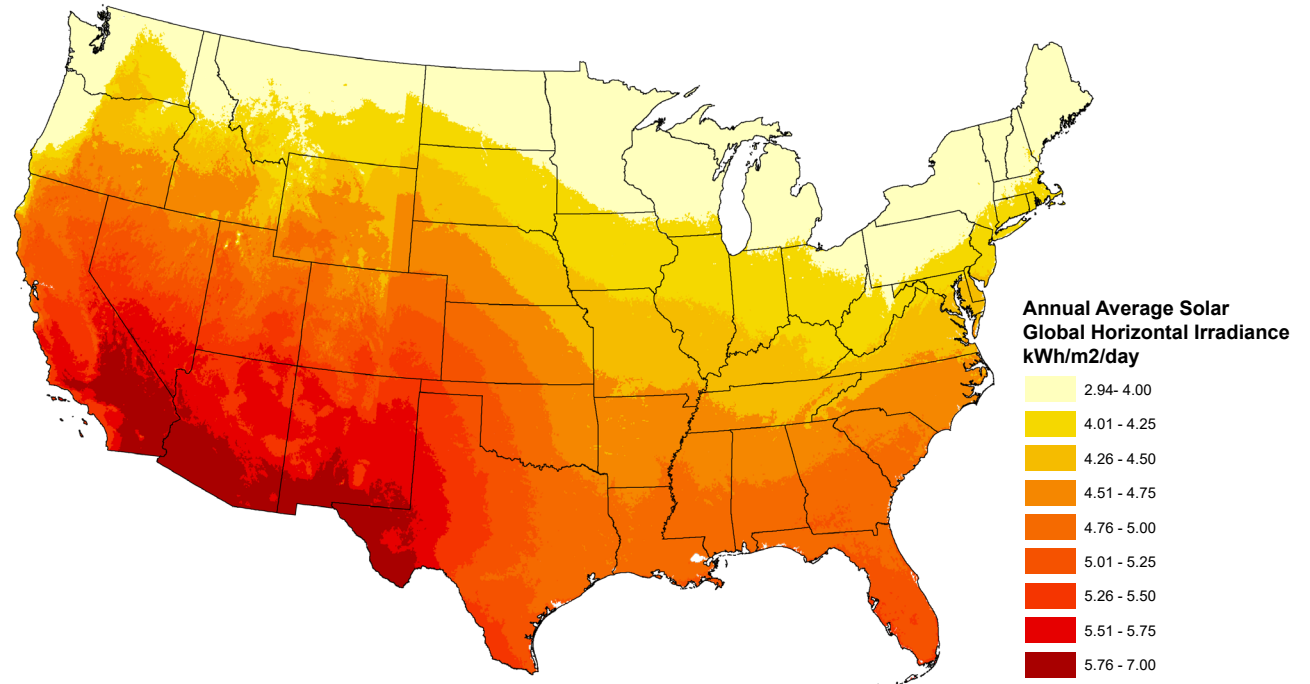 Annual Average Solar
Global Horizontal Irradiance
kWh/m2/day
2.94- 4.00
4.01 - 4.25
4.26 - 4.50
4.51 - 4.75
4.76 - 5.00
5.01 - 5.25
5.26 - 5.50
5.51 - 5.75
5.76 - 7.00